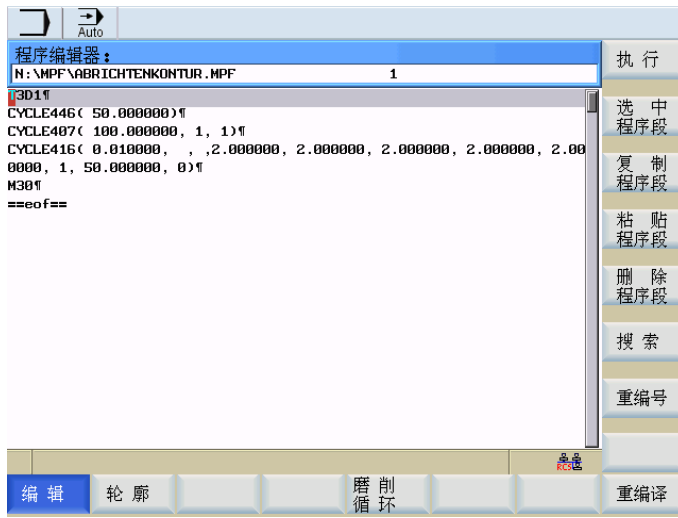 Auto
程序编辑器：
N:\MPF\ABRICHTENKONTUR.MPF 1
T3D1¶
CYCLE446( 50.000000)¶
CYCLE407( 100.000000, 1, 1)¶
CYCLE416( 0.010000, , ,2.000000, 2.000000, 2.000000, 2.000000, 2.00
0000, 1, 50.000000, 0)¶
M30¶
==eof==
执行
选中
程序段
复制
程序段
粘贴
程序段
删除
程序段
搜索
重编号
RCS
编辑
轮廓
磨削
循环
重编译